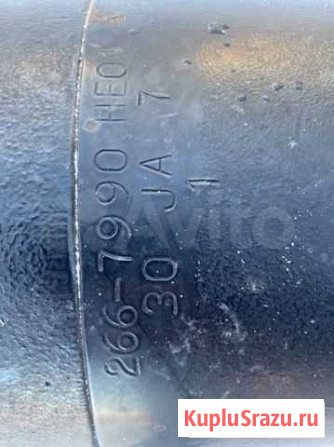 266-7990 HE01
30 JA 7
1
Avito
KupluSrazu.ru